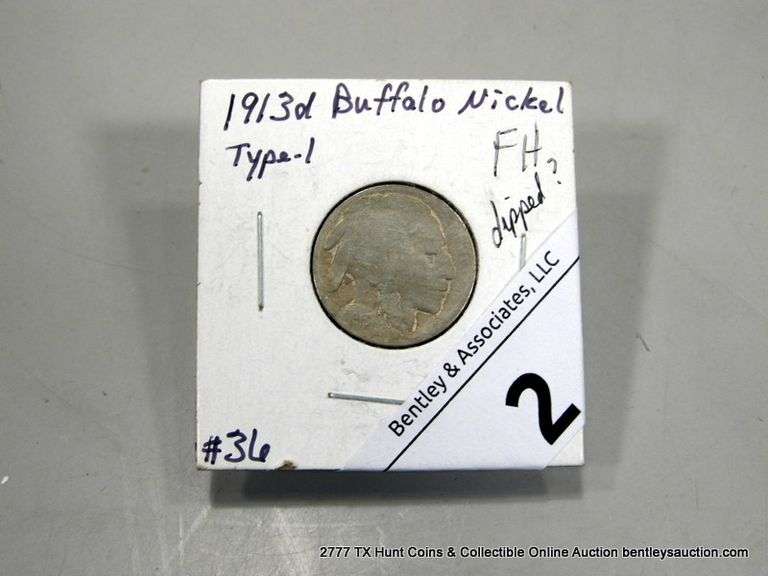 1913d Buffalo Nickel
Type-1
FH
dipped?
Bentley & Associates, LLC
2
#36
2777 TX Hunt Coins & Collectible Online Auction bentleysauction.com